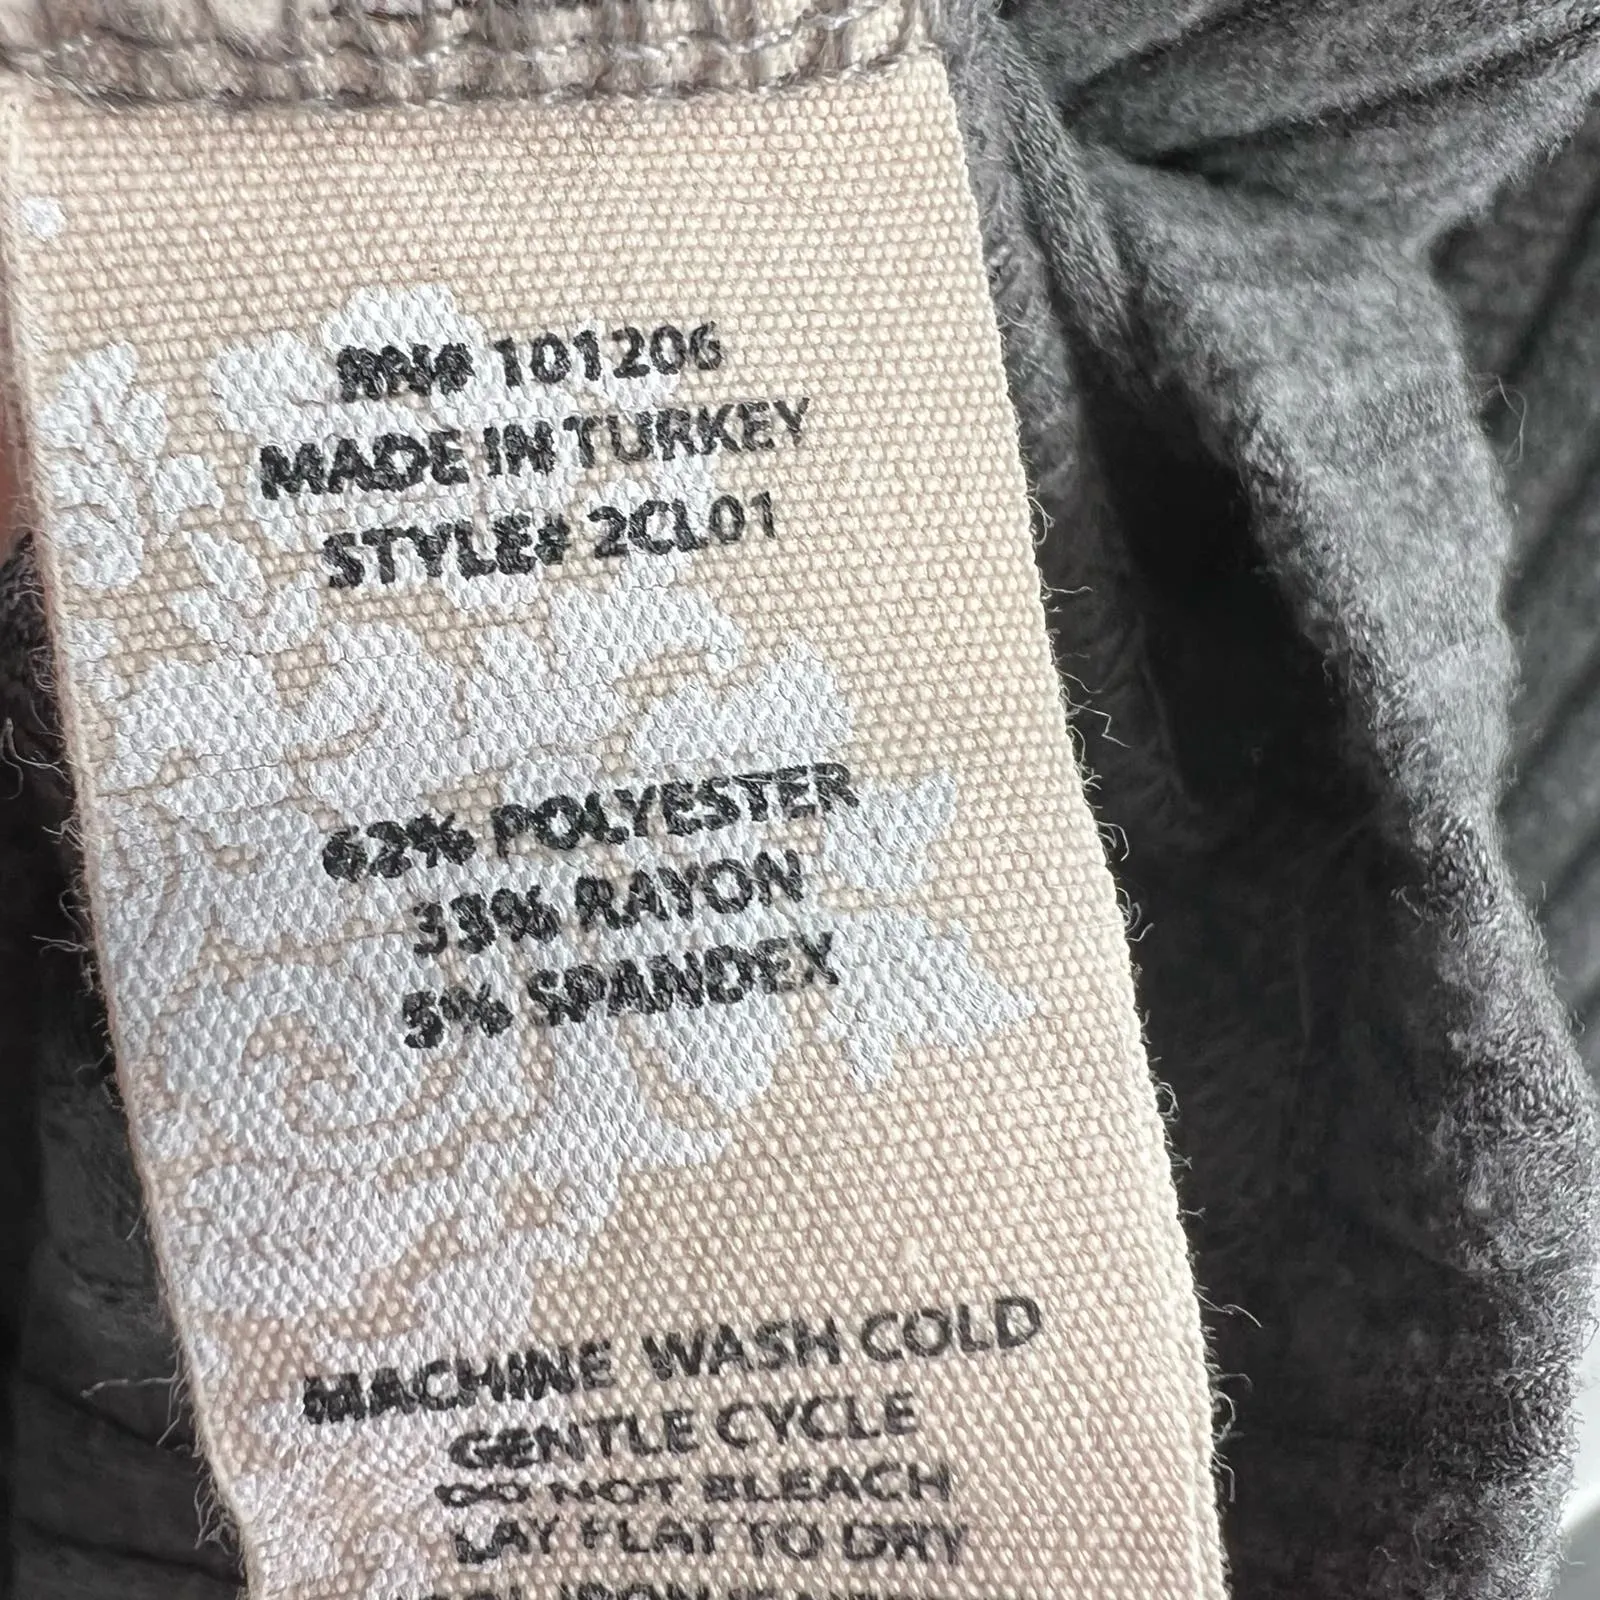 RN# 101206
MADE IN TURKEY
STYLE# 2CL01
62% POLYESTER
33% RAYON
5% SPANDEX
MACHINE WASH COLD
GENTLE CYCLE
DO NOT BLEACH
LAY FLAT TO DRY